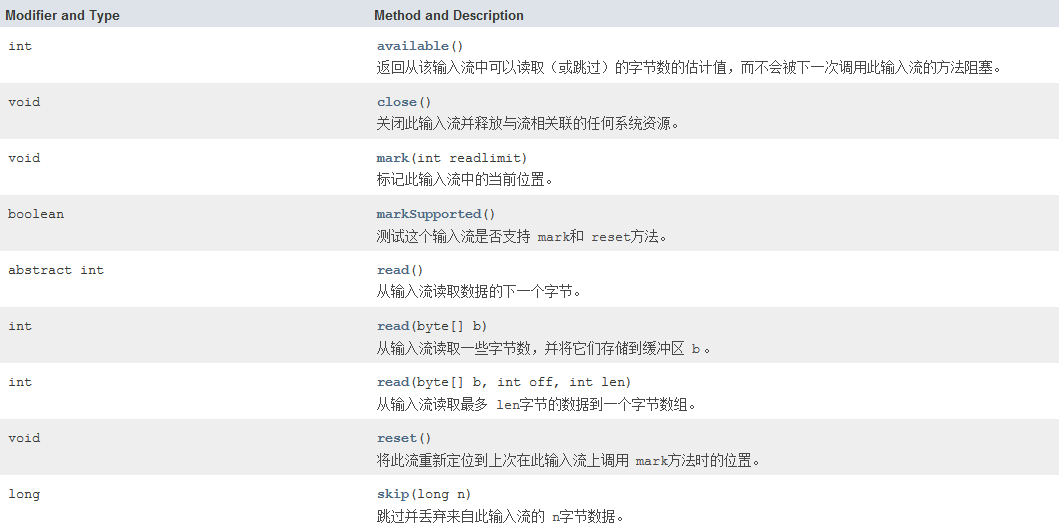 Modifier and Type Method and Description
int available()
返回从该输入流中可以读取（或跳过）的字节数的估计值，而不会被下一次调用此输入流的方法阻塞。
void close()
关闭此输入流并释放与流相关联的任何系统资源。
void mark(int readlimit)
标记此输入流中的当前位置。
boolean markSupported()
测试这个输入流是否支持 mark和 reset方法。
abstract int read()
从输入流读取数据的下一个字节。
int read(byte[] b)
从输入流读取一些字节数，并将它们存储到缓冲区 b 。
int read(byte[] b, int off, int len)
从输入流读取最多 len字节的数据到一个字节数组。
void reset()
将此流重新定位到上次在此输入流上调用 mark方法时的位置。
long skip(long n)
跳过并丢弃来自此输入流的 n字节数据。